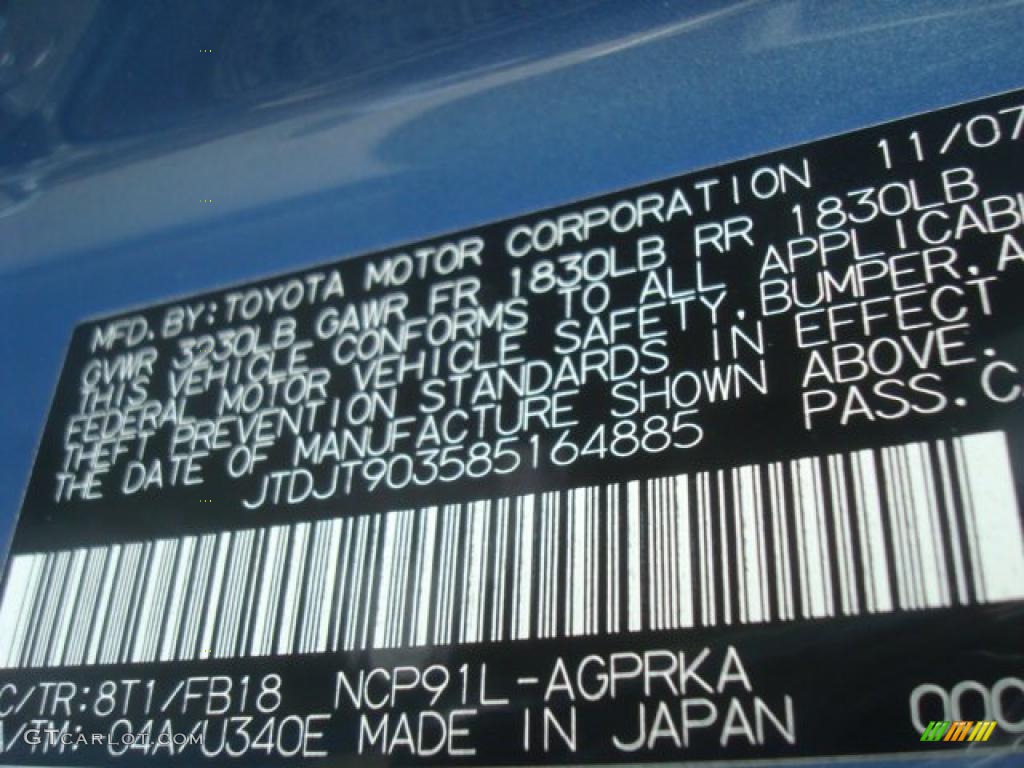 MFD. BY: TOYOTA MOTOR CORPORATION 11/07
GVWR 3230LB GAWR FR 1830LB RR 1830LB
THIS VEHICLE CONFORMS TO ALL
FEDERAL MOTOR VEHICLE SAFETY, BUMPER, A
THEFT PREVENTION STANDARDS IN EFFECT
THE DATE OF MANUFACTURE SHOWN ABOVE.
JTDJT903585164885 PASS. C
C/TR: 8T1/FB18 NCP91L-AGPRKA
04A/U340E MADE IN JAPAN
GTCarLot.com